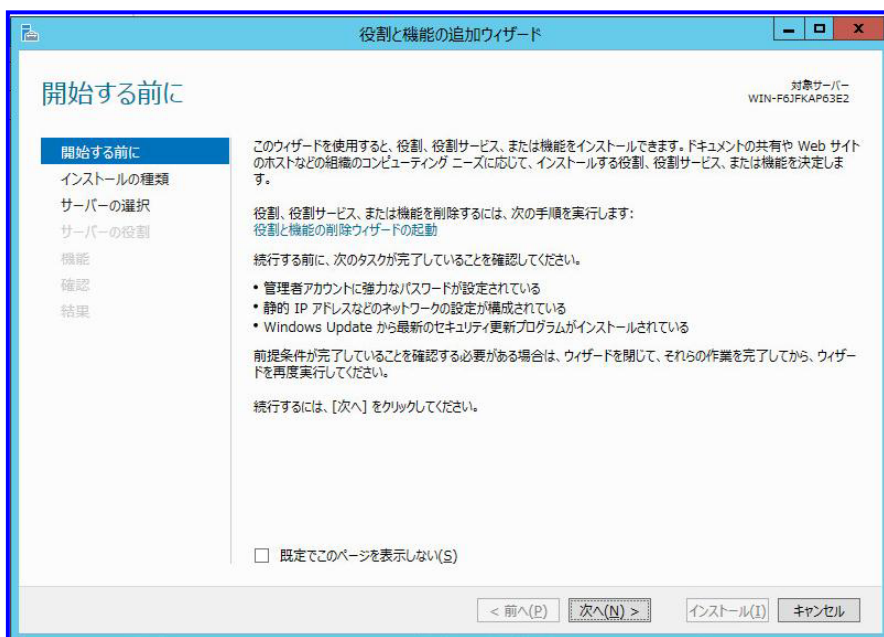 役割と機能の追加ウィザード
開始する前に
対象サーバー
WIN-F6JFKAP63E2
開始する前に
インストールの種類
サーバーの選択
サーバーの役割
機能
確認
結果
このウィザードを使用すると、役割、役割サービス、または機能をインストールできます。ドキュメントの共有や Web サイト
のホストなどの組織のコンピューティング ニーズに応じて、インストールする役割、役割サービス、または機能を決定しま
す。
役割、役割サービス、または機能を削除するには、次の手順を実行します:
役割と機能の削除ウィザードの起動
続行する前に、次のタスクが完了していることを確認してください。
• 管理者アカウントに強力なパスワードが設定されている
• 静的 IP アドレスなどのネットワークの設定が構成されている
• Windows Update から最新のセキュリティ更新プログラムがインストールされている
前提条件が完了していることを確認する必要がある場合は、ウィザードを閉じて、それらの作業を完了してから、ウィザー
ドを再度実行してください。
続行するには、[次へ] をクリックしてください。
既定でこのページを表示しない(S)
< 前へ(P)
次へ(N) >
インストール(I)
キャンセル